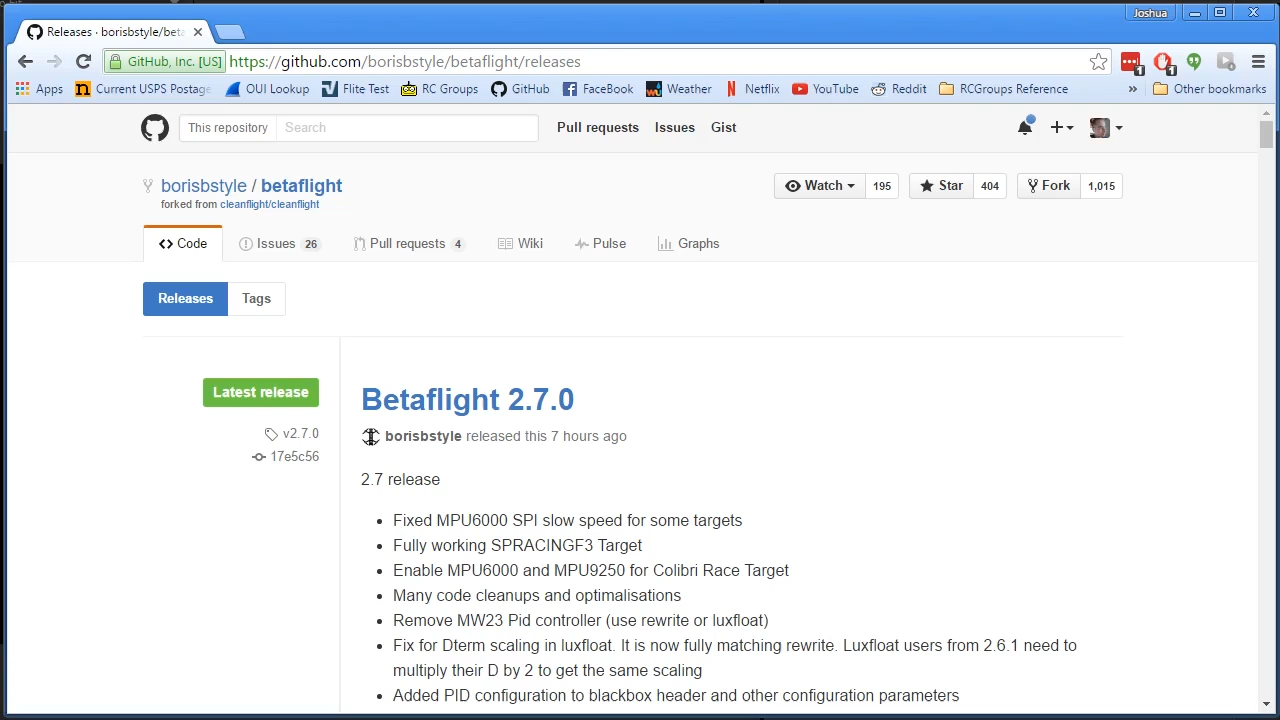 Joshua
Releases · borisbstyle/beta
GitHub, Inc. [US] https://github.com/borisbstyle/betaflight/releases
1 1
Apps Current USPS Postage OUI Lookup Flite Test RC Groups GitHub FaceBook Weather Netflix YouTube Reddit RCGroups Reference » Other bookmarks
This repository Search Pull requests Issues Gist
borisbstyle / betaflight Watch 195 Star 404 Fork 1,015
forked from cleanflight/cleanflight
Code Issues 26 Pull requests 4 Wiki Pulse Graphs
Releases Tags
Latest release
v2.7.0
17e5c56
Betaflight 2.7.0
borisbstyle released this 7 hours ago
2.7 release
• Fixed MPU6000 SPI slow speed for some targets
• Fully working SPRACINGF3 Target
• Enable MPU6000 and MPU9250 for Colibri Race Target
• Many code cleanups and optimalisations
• Remove MW23 Pid controller (use rewrite or luxfloat)
• Fix for Dterm scaling in luxfloat. It is now fully matching rewrite. Luxfloat users from 2.6.1 need to
multiply their D by 2 to get the same scaling
• Added PID configuration to blackbox header and other configuration parameters